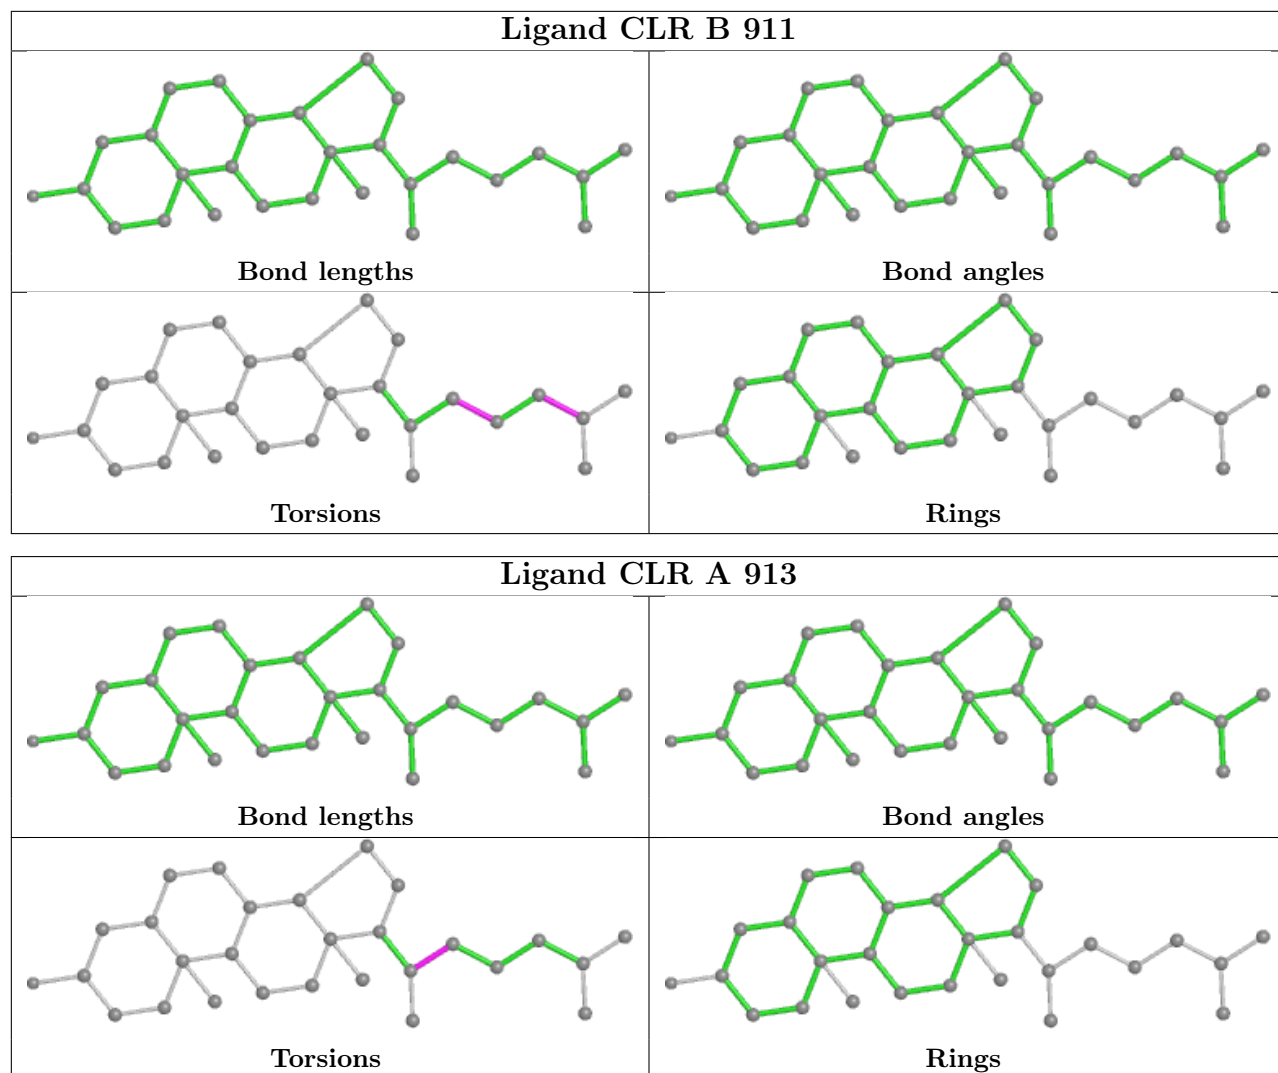 Ligand CLR B 911
Bond lengths
Bond angles
Torsions
Rings
Ligand CLR A 913
Bond lengths
Bond angles
Torsions
Rings